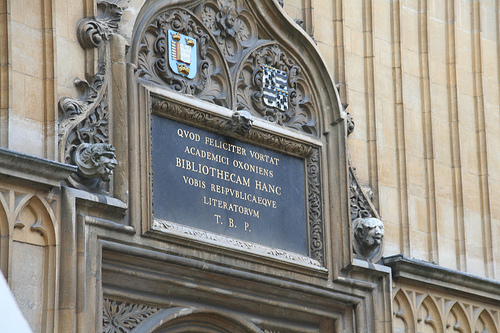 QVOD FELICITER VORTAT
ACADEMICI OXONIENS
BIBLIOTHECAM HANC
VOBIS REIPVBLICAEQVE
LITERATORVM
T. B. P.